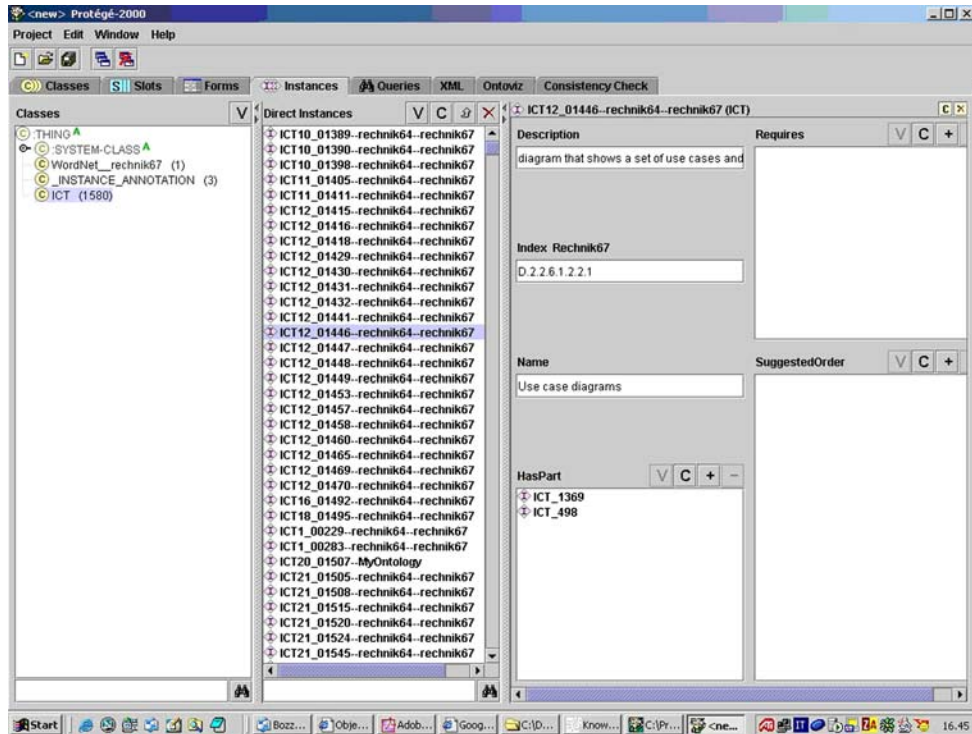 <new> Protégé-2000
Project Edit Window Help
Classes Slots Forms Instances Queries XML Ontoviz Consistency Check
Classes V
:THING A
:SYSTEM-CLASS A
WordNet__rechnik67 (1)
_INSTANCE_ANNOTATION (3)
ICT (1580)
Direct Instances V C
ICT10_01389--rechnik64--rechnik67
ICT10_01390--rechnik64--rechnik67
ICT10_01398--rechnik64--rechnik67
ICT11_01405--rechnik64--rechnik67
ICT11_01411--rechnik64--rechnik67
ICT12_01415--rechnik64--rechnik67
ICT12_01416--rechnik64--rechnik67
ICT12_01418--rechnik64--rechnik67
ICT12_01429--rechnik64--rechnik67
ICT12_01430--rechnik64--rechnik67
ICT12_01431--rechnik64--rechnik67
ICT12_01432--rechnik64--rechnik67
ICT12_01441--rechnik64--rechnik67
ICT12_01446--rechnik64--rechnik67
ICT12_01447--rechnik64--rechnik67
ICT12_01448--rechnik64--rechnik67
ICT12_01449--rechnik64--rechnik67
ICT12_01453--rechnik64--rechnik67
ICT12_01457--rechnik64--rechnik67
ICT12_01458--rechnik64--rechnik67
ICT12_01460--rechnik64--rechnik67
ICT12_01465--rechnik64--rechnik67
ICT12_01469--rechnik64--rechnik67
ICT12_01470--rechnik64--rechnik67
ICT16_01492--rechnik64--rechnik67
ICT18_01495--rechnik64--rechnik67
ICT1_00229--rechnik64--rechnik67
ICT1_00283--rechnik64--rechnik67
ICT20_01507--MyOntology
ICT21_01505--rechnik64--rechnik67
ICT21_01508--rechnik64--rechnik67
ICT21_01515--rechnik64--rechnik67
ICT21_01520--rechnik64--rechnik67
ICT21_01524--rechnik64--rechnik67
ICT21_01545--rechnik64--rechnik67
ICT12_01446--rechnik64--rechnik67 (ICT) C
Description
diagram that shows a set of use cases and
Index Rechnik67
D.2.2.6.1.2.2.1
Name
Use case diagrams
HasPart V C + -
ICT_1369
ICT_498
Requires V C +
SuggestedOrder V C +
Start Bozz... Obje... Adob... Goog... C:\D... Know... C:\Pr... <ne... 16.45